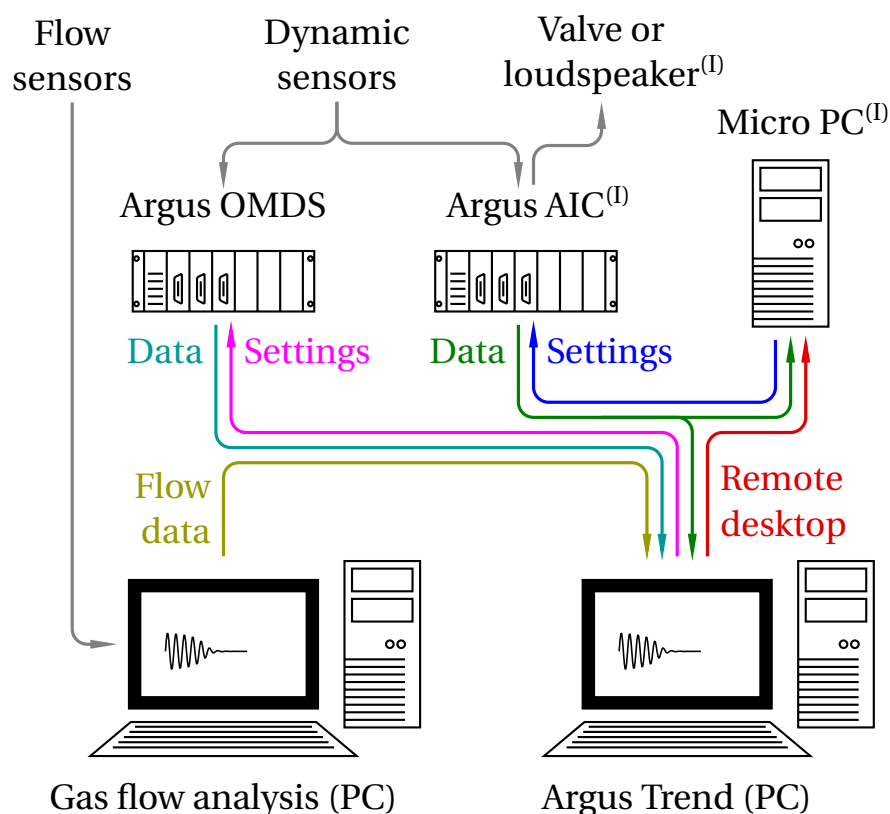 Flow
sensors
Dynamic
sensors
Valve or
loudspeaker(I)
Micro PC(I)
Argus OMDS
Argus AIC(I)
Data
Settings
Data
Settings
Flow
data
Remote
desktop
Gas flow analysis (PC)
Argus Trend (PC)